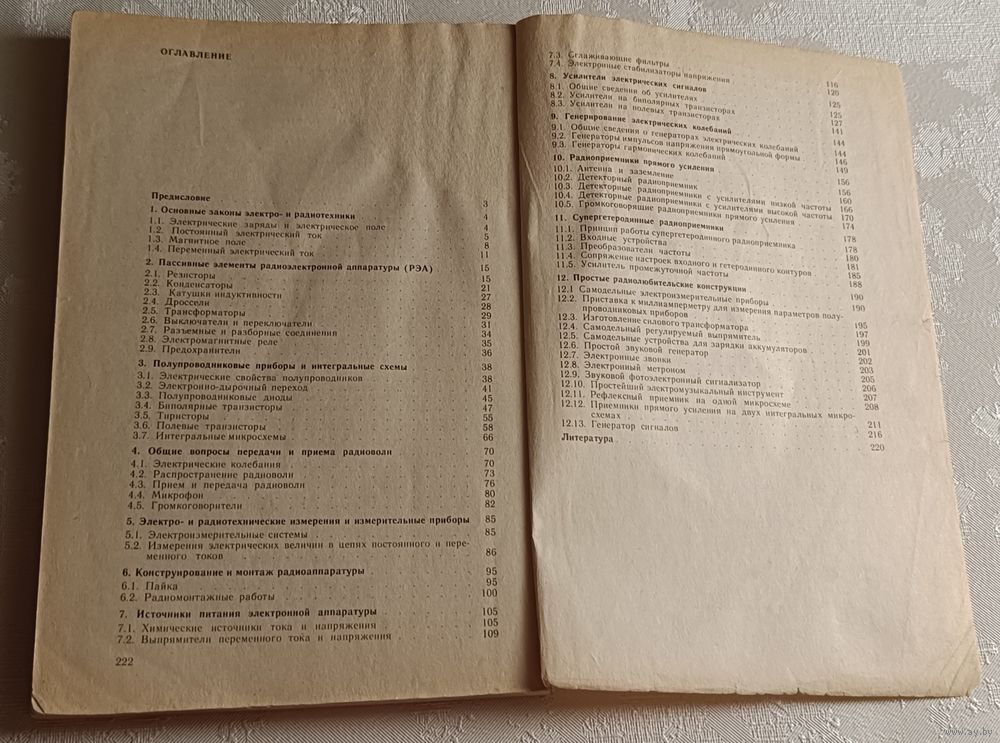 ОГЛАВЛЕНИЕ
Предисловие 3
1. Основные законы электро- и радиотехники 4
1.1. Электрические заряды и электрическое поле 4
1.2. Постоянный электрический ток 5
1.3. Магнитное поле 8
1.4. Переменный электрический ток 11
2. Пассивные элементы радиоэлектронной аппаратуры (РЭА) 15
2.1. Резисторы 15
2.2. Конденсаторы 21
2.3. Катушки индуктивности 27
2.4. Дроссели 28
2.5. Трансформаторы 29
2.6. Выключатели и переключатели 31
2.7. Разъемные и разборные соединения 34
2.8. Электромагнитные реле 35
2.9. Предохранители 36
3. Полупроводниковые приборы и интегральные схемы 38
3.1. Электрические свойства полупроводников 38
3.2. Электронно-дырочный переход 41
3.3. Полупроводниковые диоды 45
3.4. Биполярные транзисторы 47
3.5. Тиристоры 55
3.6. Полевые транзисторы 58
3.7. Интегральные микросхемы 66
4. Общие вопросы передачи и приема радиоволн 70
4.1. Электрические колебания 70
4.2. Распространение радиоволн 73
4.3. Прием и передача радиоволн 76
4.4. Микрофон 80
4.5. Громкоговорители 82
5. Электро- и радиотехнические измерения и измерительные приборы 85
5.1. Электроизмерительные системы 85
5.2. Измерения электрических величин в цепях постоянного и пере-
менного токов 86
6. Конструирование и монтаж радиоаппаратуры 95
6.1. Пайка 95
6.2. Радиомонтажные работы 100
7. Источники питания электронной аппаратуры 105
7.1. Химические источники тока и напряжения 105
7.2. Выпрямители переменного тока и напряжения 109
222
7.3. Сглаживающие фильтры 116
7.4. Электронные стабилизаторы напряжения 120
8. Усилители электрических сигналов 125
8.1. Общие сведения об усилителях 125
8.2. Усилители на биполярных транзисторах 127
8.3. Усилители на полевых транзисторах 141
9. Генерирование электрических колебаний 144
9.1. Общие сведения о генераторах электрических колебаний 144
9.2. Генераторы импульсов напряжения прямоугольной формы 146
9.3. Генераторы гармонических колебаний 149
10. Радиоприемники прямого усиления 156
10.1. Антенна и заземление 156
10.2. Детекторный радиоприемник 160
10.3. Детекторные радиоприемники с усилителями низкой частоты 166
10.4. Детекторные радиоприемники с усилителями высокой частоты 170
10.5. Громкоговорящие радиоприемники прямого усиления 174
11. Супергетеродинные радиоприемники 178
11.1. Принцип работы супергетеродинного радиоприемника 178
11.2. Входные устройства 180
11.3. Преобразователи частоты 181
11.4. Сопряжение настроек входного и гетеродинного контуров 185
11.5. Усилитель промежуточной частоты 188
12. Простые радиолюбительские конструкции 190
12.1 Самодельные электроизмерительные приборы 190
12.2. Приставка к миллиамперметру для измерения параметров полу-
проводниковых приборов 195
12.3. Изготовление силового трансформатора 197
12.4. Самодельный регулируемый выпрямитель 199
12.5. Самодельные устройства для зарядки аккумуляторов 201
12.6. Простой звуковой генератор 202
12.7. Электронные звонки 203
12.8. Электронный метроном 205
12.9. Звуковой фотоэлектронный сигнализатор 206
12.10. Простейший электромузыкальный инструмент 207
12.11. Рефлексный приемник на одной микросхеме 208
12.12. Приемники прямого усиления на двух интегральных микро-
схемах 211
12.13. Генератор сигналов 216
Литература 220
www.ay.by